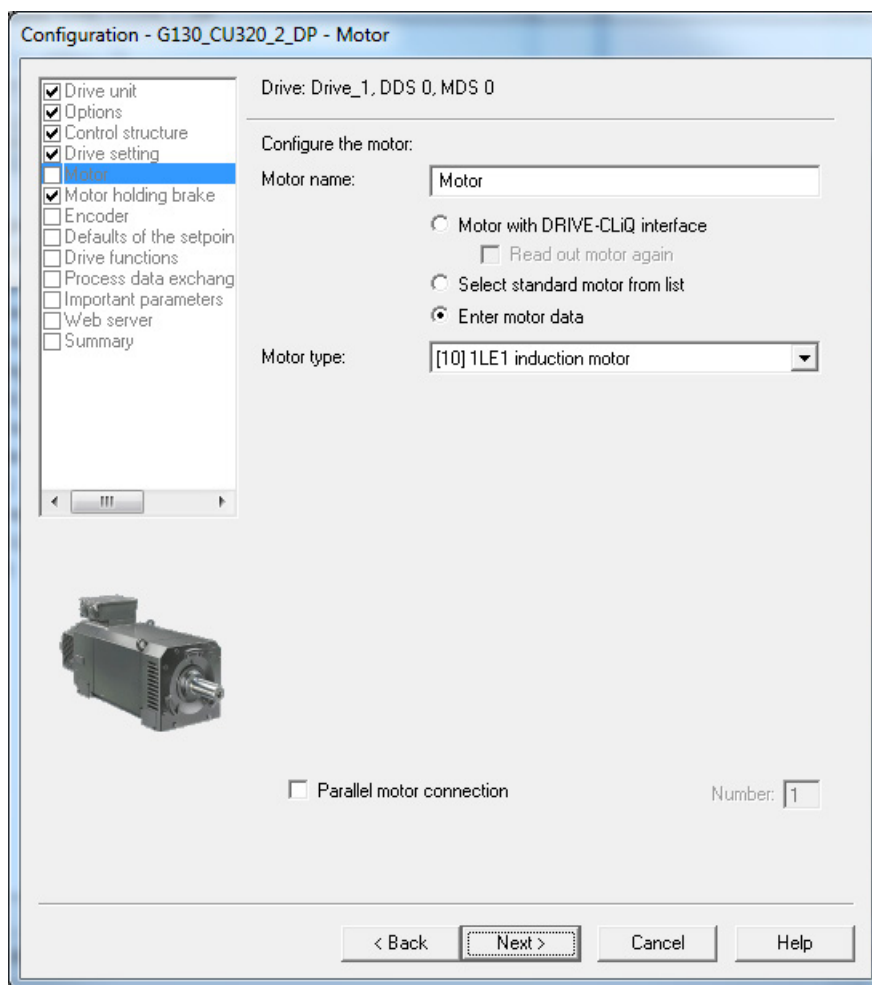 Configuration - G130_CU320_2_DP - Motor
Drive unit
Options
Control structure
Drive setting
Motor
Motor holding brake
Encoder
Defaults of the setpoin
Drive functions
Process data exchang
Important parameters
Web server
Summary
Drive: Drive_1, DDS 0, MDS 0
Configure the motor:
Motor name: Motor
Motor with DRIVE-CLiQ interface
Read out motor again
Select standard motor from list
Enter motor data
Motor type: [10] 1LE1 induction motor
Parallel motor connection Number: 1
< Back Next > Cancel Help